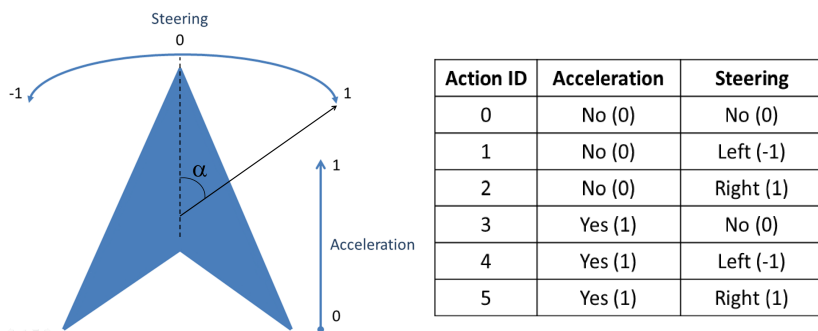 Steering
0
-1
1
α
1
Acceleration
0
Action ID Acceleration Steering
0 No (0) No (0)
1 No (0) Left (-1)
2 No (0) Right (1)
3 Yes (1) No (0)
4 Yes (1) Left (-1)
5 Yes (1) Right (1)